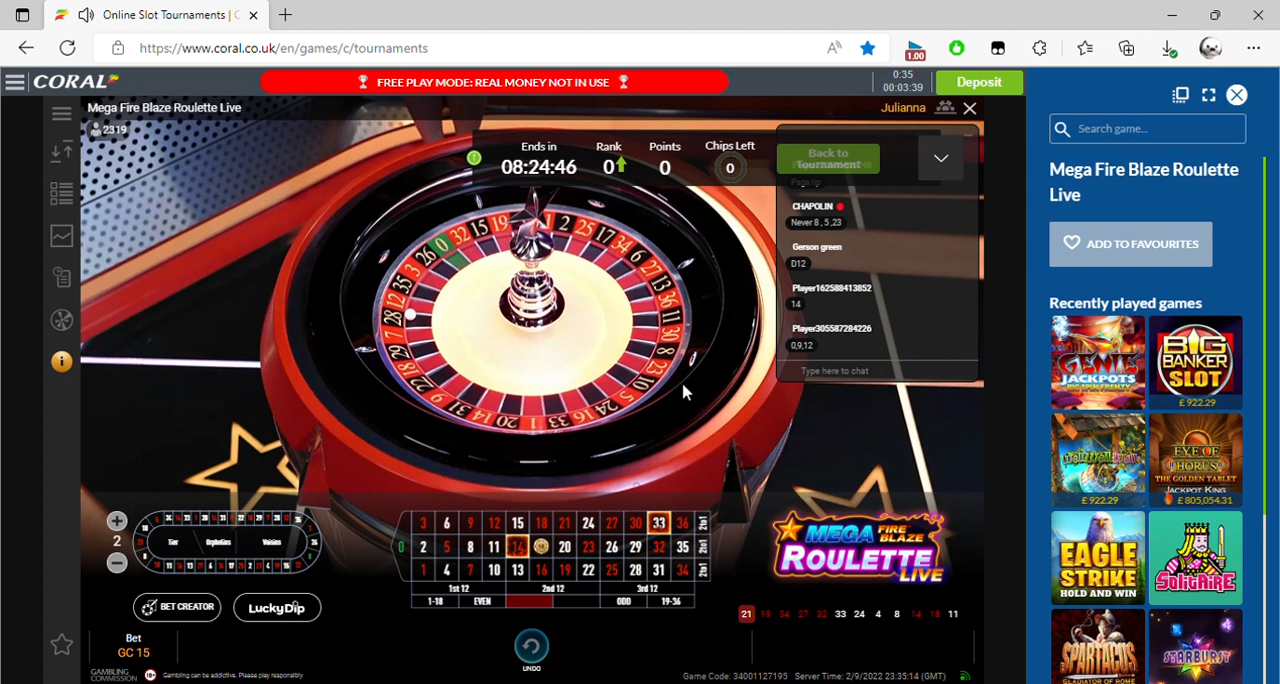 Online Slot Tournaments | C
https://www.coral.co.uk/en/games/c/tournaments
1.00
CORAL
FREE PLAY MODE: REAL MONEY NOT IN USE
0:35
00:03:39
Deposit
Mega Fire Blaze Roulette Live
Julianna
2319
Ends in
08:24:46
Rank
0
Points
0
Chips Left
0
Back to
Tournament
CHAPOLIN
Never 8 , 5 ,23
Gerson green
D12
Player162588413852
14
Player305587284226
0,9,12
Type here to chat
Search game...
Mega Fire Blaze Roulette
Live
ADD TO FAVOURITES
Recently played games
GENIE
JACKPOTS
BIG SPIN FRENZY
BIG
BANKER
SLOT
£ 922.29
£ 922.29
EYE OF
HORUS
THE GOLDEN TABLET
JACKPOT KING
£ 805,054.31
EAGLE
STRIKE
HOLD AND WIN
SOLITAIRE
SPARTACUS
GLADIATOR OF ROME
STARBURST
2
Tier
Orphelins
Voisins
3 6 9 12 15 18 21 24 27 30 33 36 2to1
0 2 5 8 11 14 20 23 26 29 32 35 2to1
1 4 7 10 13 16 19 22 25 28 31 34 2to1
1st 12 2nd 12 3rd 12
1-18 EVEN ODD 19-36
MEGA FIRE BLAZE
ROULETTE
LIVE
BET CREATOR
LuckyDip
21 19 34 27 32 33 24 4 8 14 18 11
Bet
GC 15
UNDO
GAMBLING
COMMISSION
18+
Gambling can be addictive. Please play responsibly
Game Code: 34001127195 Server Time: 2/9/2022 23:35:14 (GMT)